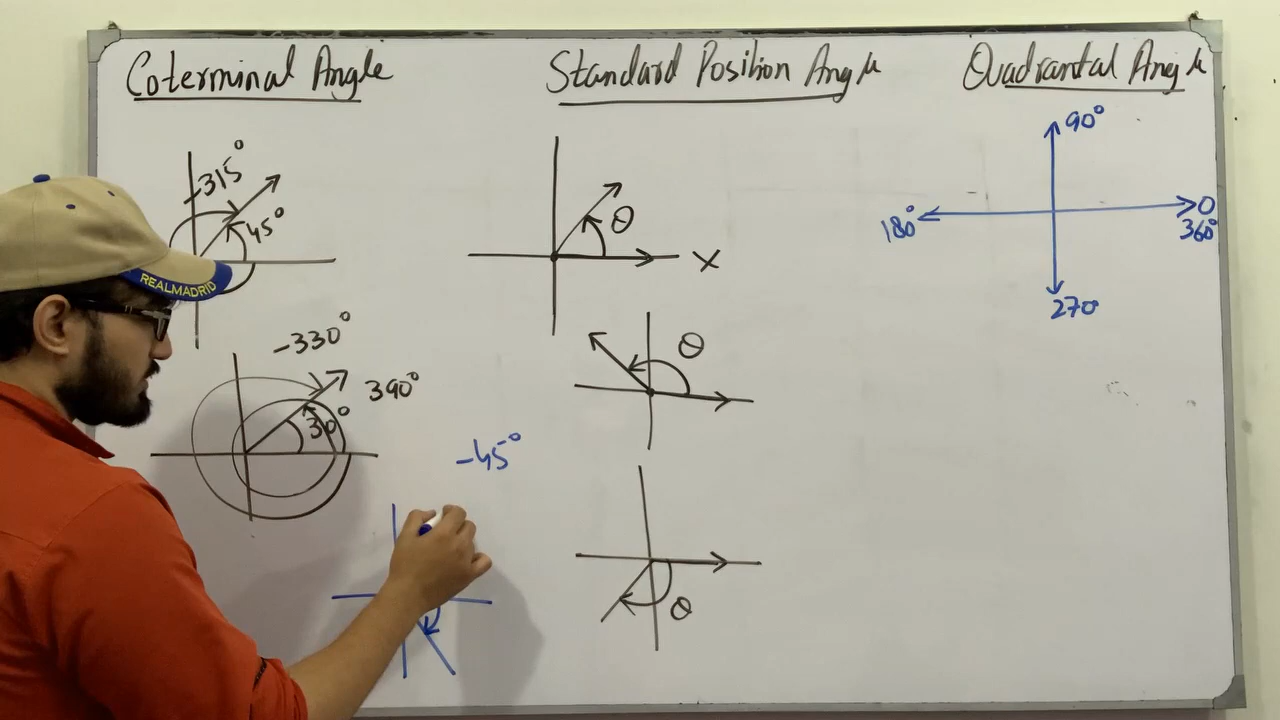 Coterminal Angle
-315°
45°
-330°
390°
30°
-45°
Standard Position Angle
θ
X
θ
θ
Quadrantal Angle
90°
180°
0
360°
270°
REALMADRID